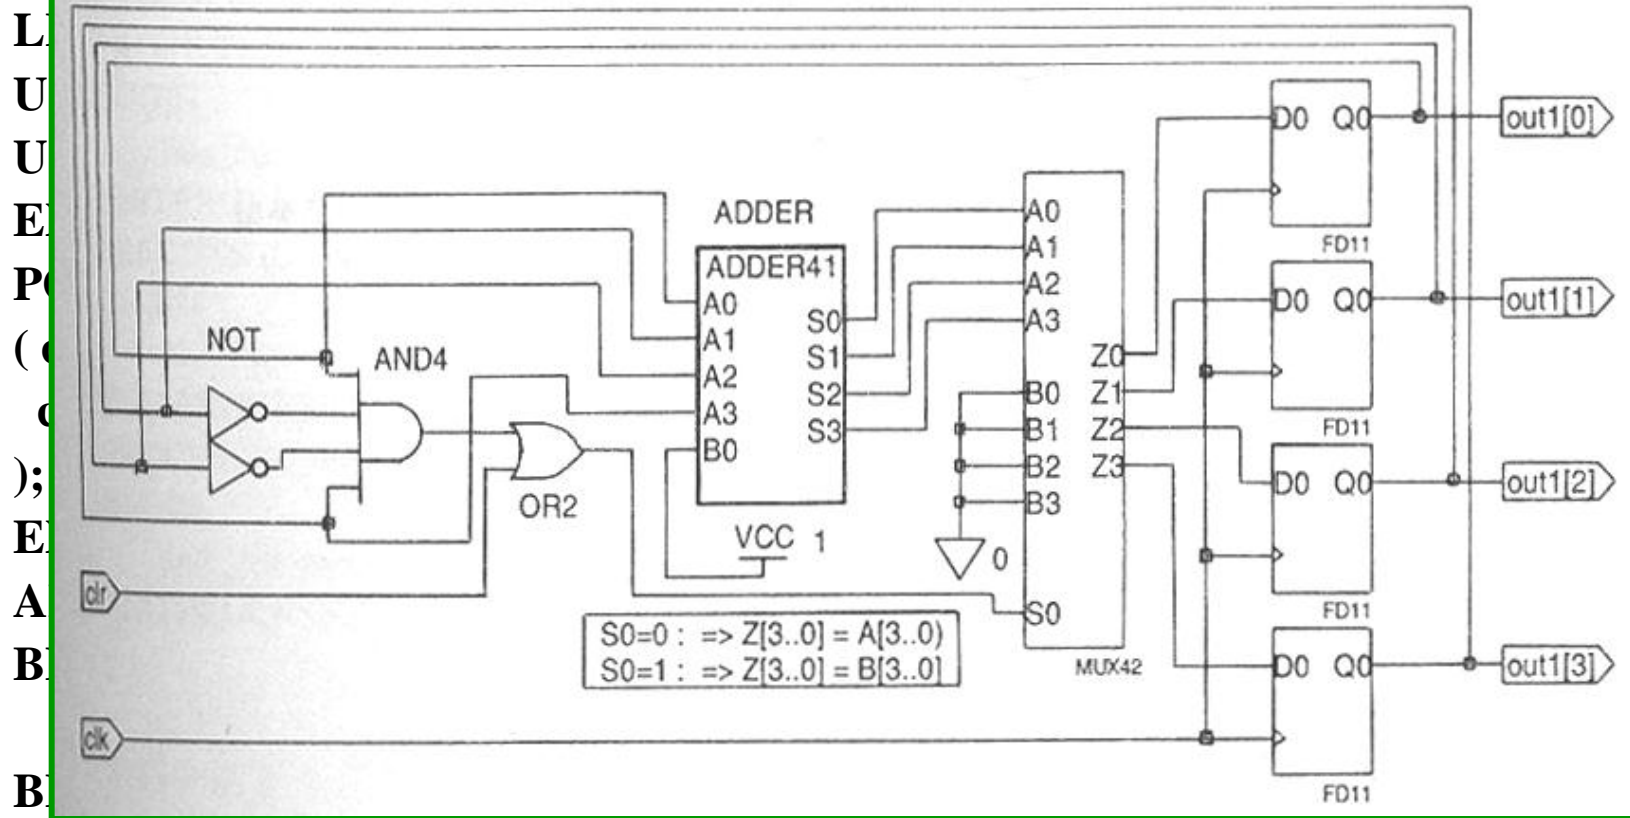 L
U
U
E
P
(
);
E
A
B
B
out1[0]
D0 Q0
FD11
out1[1]
D0 Q0
FD11
out1[2]
D0 Q0
FD11
out1[3]
D0 Q0
FD11
NOT
AND4
OR2
ADDER
ADDER41
A0
A1
A2
A3
B0
S0
S1
S2
S3
VCC 1
A0
A1
A2
A3
B0
B1
B2
B3
S0
Z0
Z1
Z2
Z3
MUX42
0
clr
clk
S0=0 : => Z[3..0] = A[3..0)
S0=1 : => Z[3..0] = B[3..0]